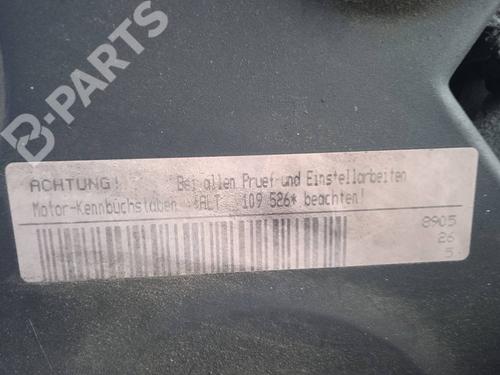 B-PARTS
ACHTUNG! Bei allen Pruef-und Einstellarbeiten
Motor-Kennbuchstaben *ALT 109 526* beachten!
8905
26
5